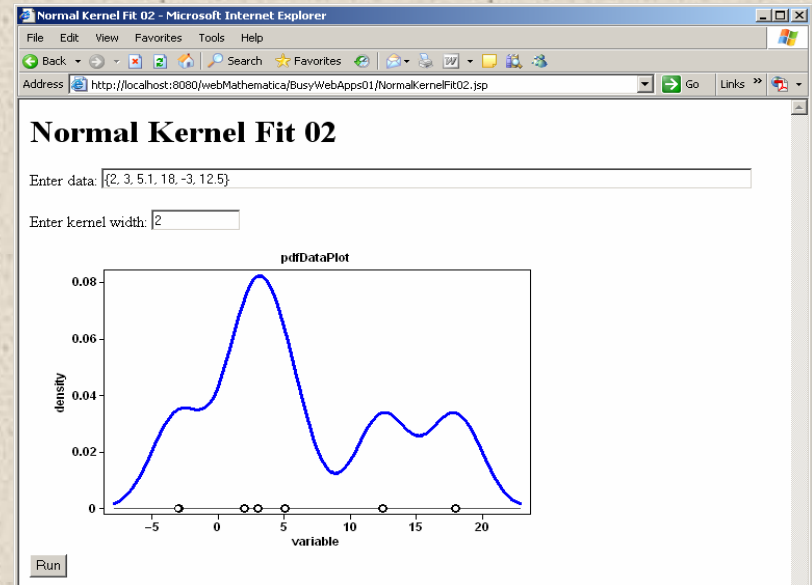 Normal Kernel Fit 02 - Microsoft Internet Explorer
File Edit View Favorites Tools Help
Back Search Favorites
Address http://localhost:8080/webMathematica/BusyWebApps01/NormalKernelFit02.jsp Go Links »
Normal Kernel Fit 02
Enter data: {2, 3, 5.1, 18, -3, 12.5}
Enter kernel width: 2
pdfDataPlot
0.08
0.06
0.04
0.02
0
density
-5 0 5 10 15 20
variable
Run